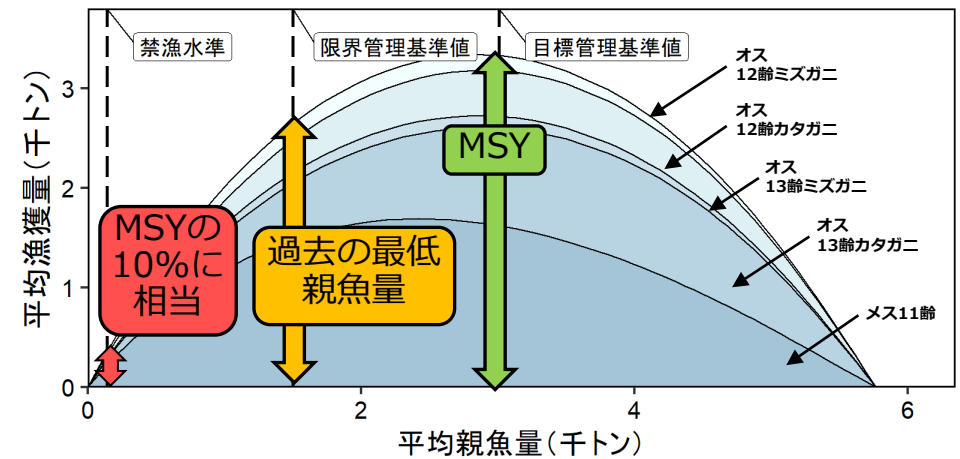 禁漁水準
限界管理基準値
目標管理基準値
オス
12齢ミズガニ
オス
12齢カタガニ
オス
13齢ミズガニ
オス
13齢カタガニ
メス11齢
MSY
MSYの
10%に
相当
過去の最低
親魚量
平均漁獲量(千トン)
3
2
1
0
0
2
4
6
平均親魚量(千トン)